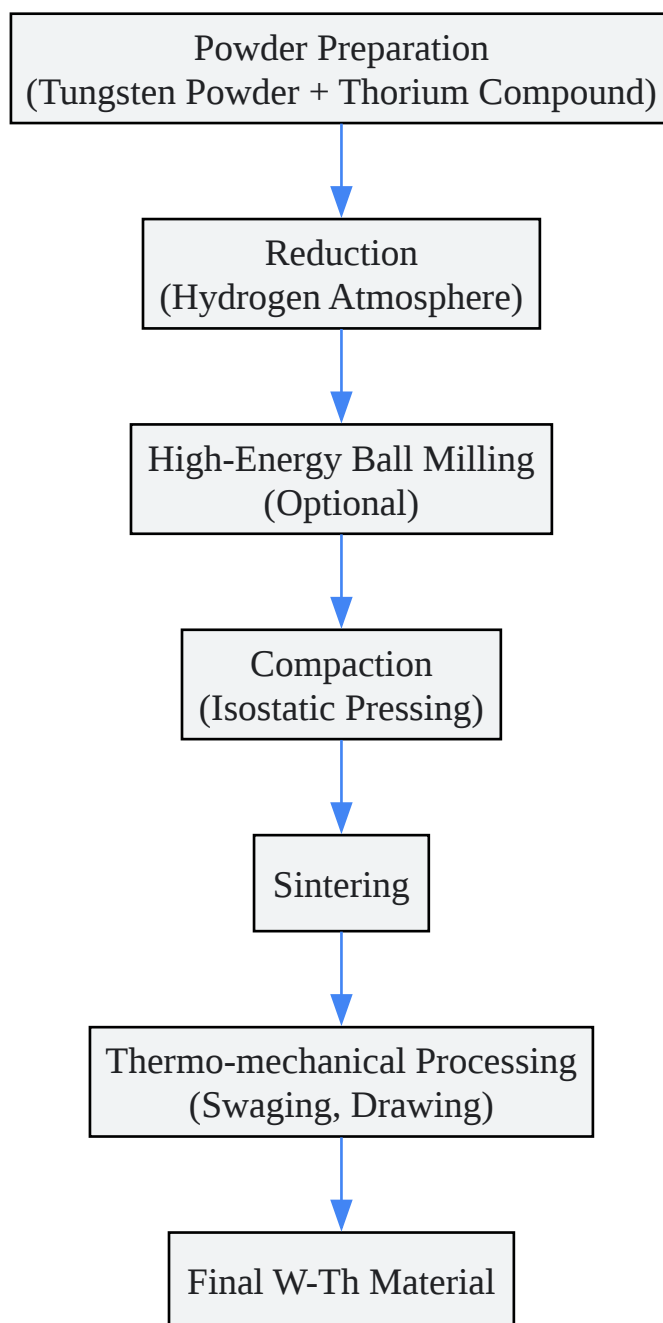 Powder Preparation
(Tungsten Powder + Thorium Compound)
Reduction
(Hydrogen Atmosphere)
High-Energy Ball Milling
(Optional)
Compaction
(Isostatic Pressing)
Sintering
Thermo-mechanical Processing
(Swaging, Drawing)
Final W-Th Material